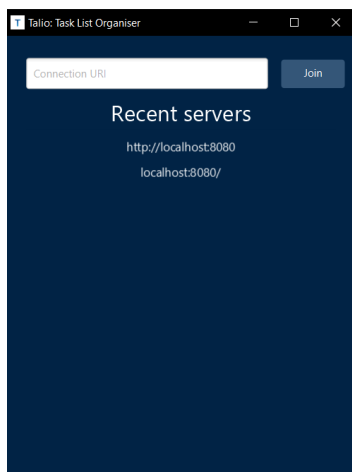 T Talio: Task List Organiser
Connection URI Join
Recent servers
http://localhost:8080
localhost:8080/